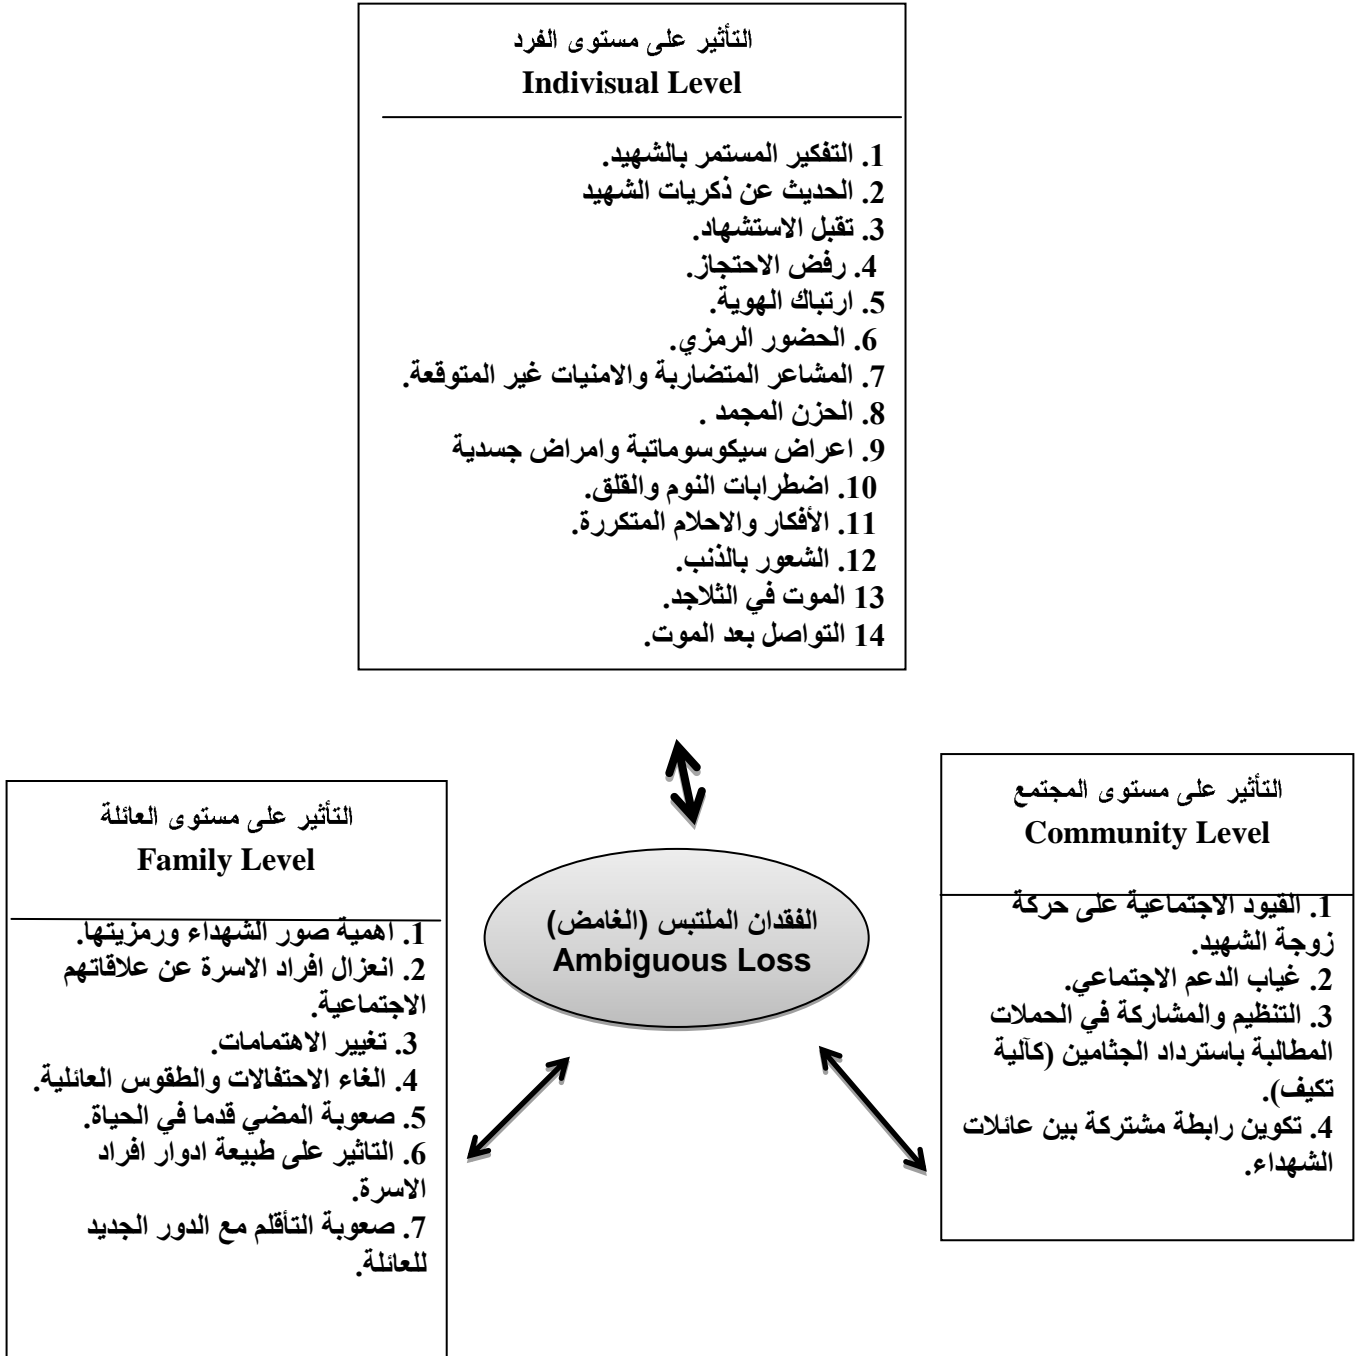 التأثير على مستوى الفرد
Indivisual Level
1. التفكير المستمر بالشهيد.
2. الحديث عن ذكريات الشهيد
3. تقبل الاستشهاد.
4. رفض الاحتجاز.
5. ارتباك الهوية.
6. الحضور الرمزي.
7. المشاعر المتضاربة والامنيات غير المتوقعة.
8. الحزن المجمد .
9. اعراض سيكوسوماتبة وامراض جسدية
10. اضطرابات النوم والقلق.
11. الأفكار والاحلام المتكررة.
12. الشعور بالذنب.
13 الموت في الثلاجد.
14 التواصل بعد الموت.
التأثير على مستوى المجتمع
Community Level
1. القيود الاجتماعية على حركة
زوجة الشهيد.
2. غياب الدعم الاجتماعي.
3. التنظيم والمشاركة في الحملات
المطالبة باسترداد الجثامين (كآلية
تكيف).
4. تكوين رابطة مشتركة بين عائلات
الشهداء.
الفقدان الملتبس (الغامض)
Ambiguous Loss
التأثير على مستوى العائلة
Family Level
1. اهمية صور الشهداء ورمزيتها.
2. انعزال افراد الاسرة عن علاقاتهم
الاجتماعية.
3. تغيير الاهتمامات.
4. الغاء الاحتفالات والطقوس العائلية.
5. صعوبة المضي قدما في الحياة.
6. التاثير على طبيعة ادوار افراد
الاسرة.
7. صعوبة التأقلم مع الدور الجديد
للعائلة.